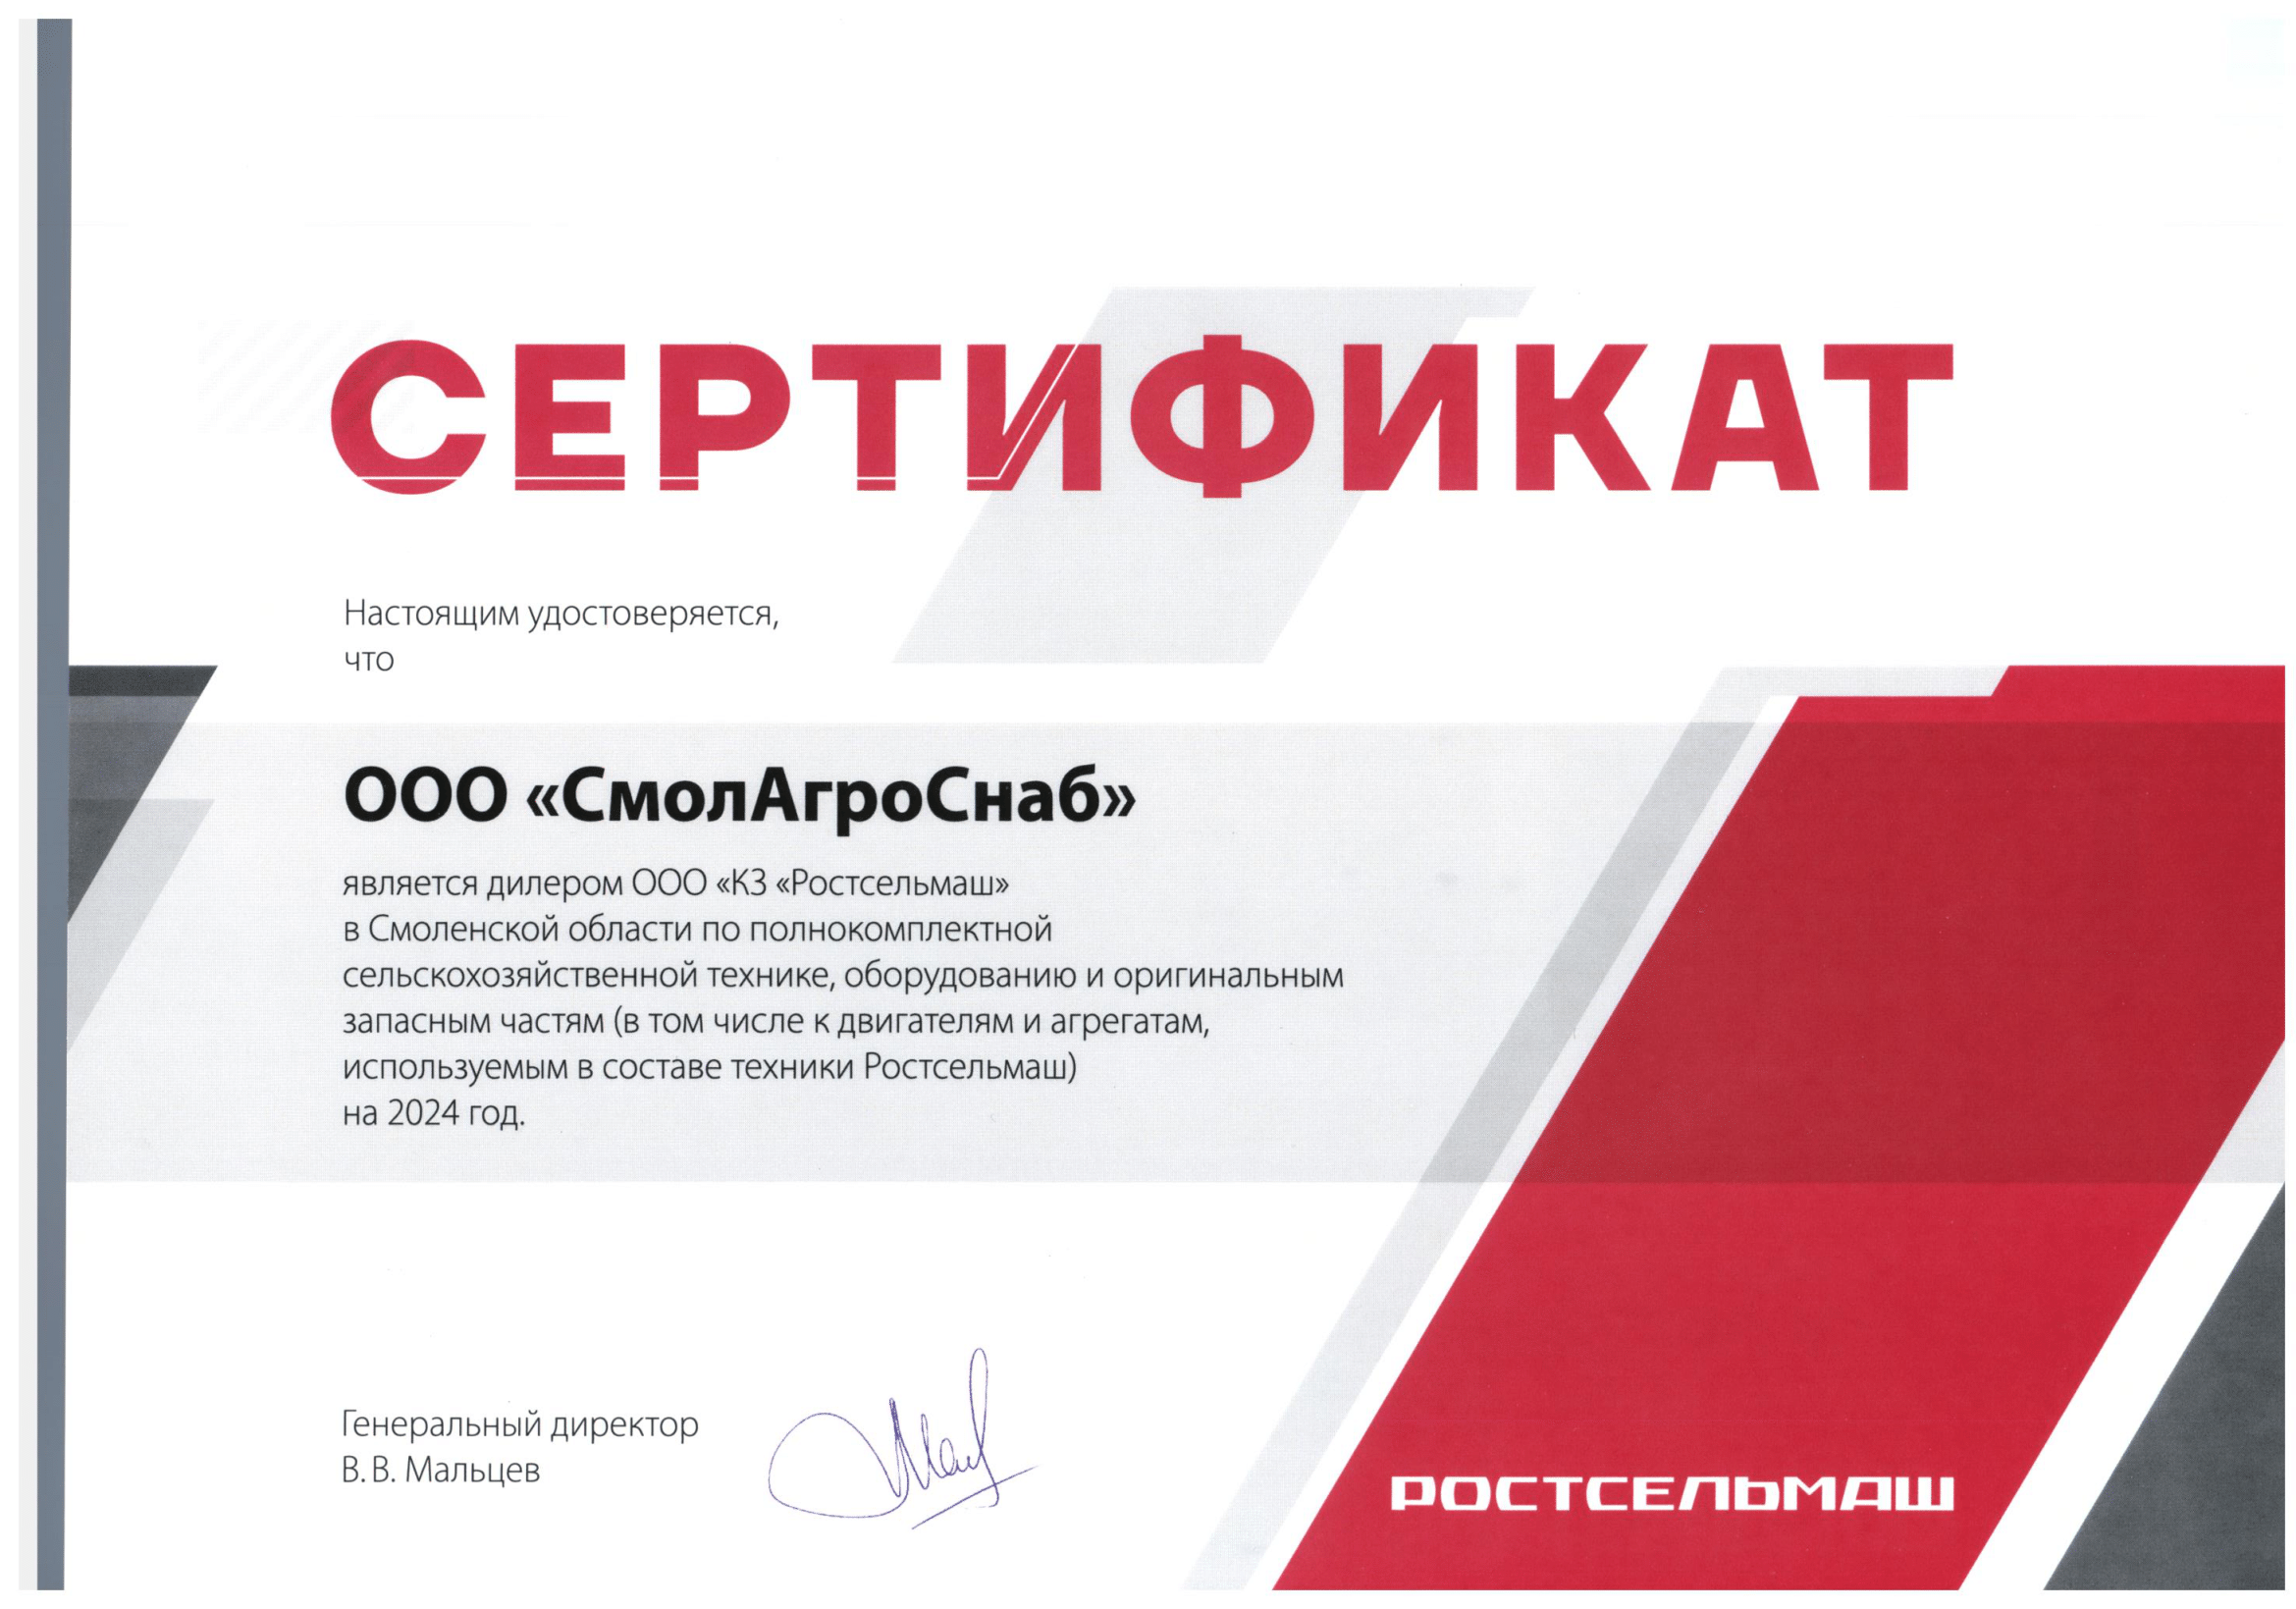 СЕРТИФИКАТ
Настоящим удостоверяется,
что
ООО «СмолАгроСнаб»
является дилером ООО «КЗ «Ростсельмаш»
в Смоленской области по полнокомплектной
сельскохозяйственной технике, оборудованию и оригинальным
запасным частям (в том числе к двигателям и агрегатам,
используемым в составе техники Ростсельмаш)
на 2024 год.
Генеральный директор
В. В. Мальцев
РОСТСЕЛЬМАШ